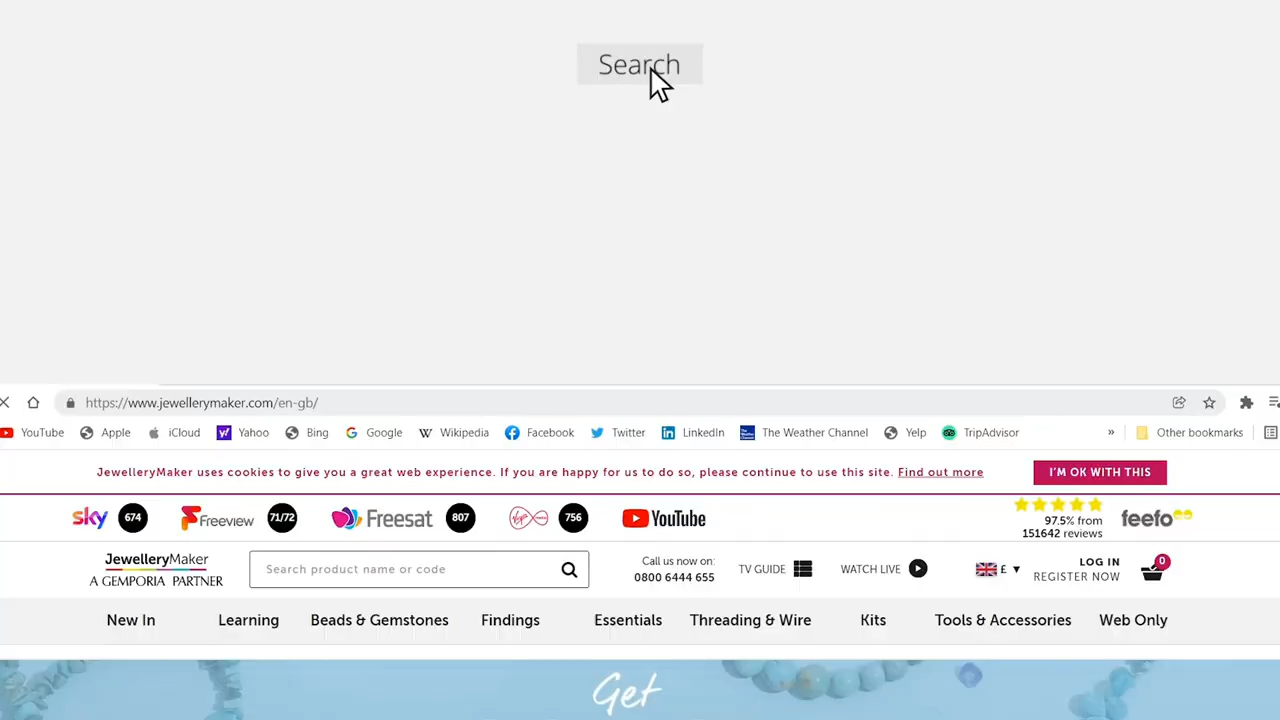 Search
https://www.jewellerymaker.com/en-gb/
YouTube Apple iCloud Yahoo Bing Google Wikipedia Facebook Twitter LinkedIn The Weather Channel Yelp TripAdvisor » Other bookmarks
JewelleryMaker uses cookies to give you a great web experience. If you are happy for us to do so, please continue to use this site. Find out more I'M OK WITH THIS
sky 674 Freeview 71/72 Freesat 807 Virgin media 756 YouTube 97.5% from 151642 reviews feefo
JewelleryMaker
A GEMPORIA PARTNER
Search product name or code
Call us now on:
0800 6444 655
TV GUIDE
WATCH LIVE
£ ▼
LOG IN
REGISTER NOW
0
New In Learning Beads & Gemstones Findings Essentials Threading & Wire Kits Tools & Accessories Web Only
Get